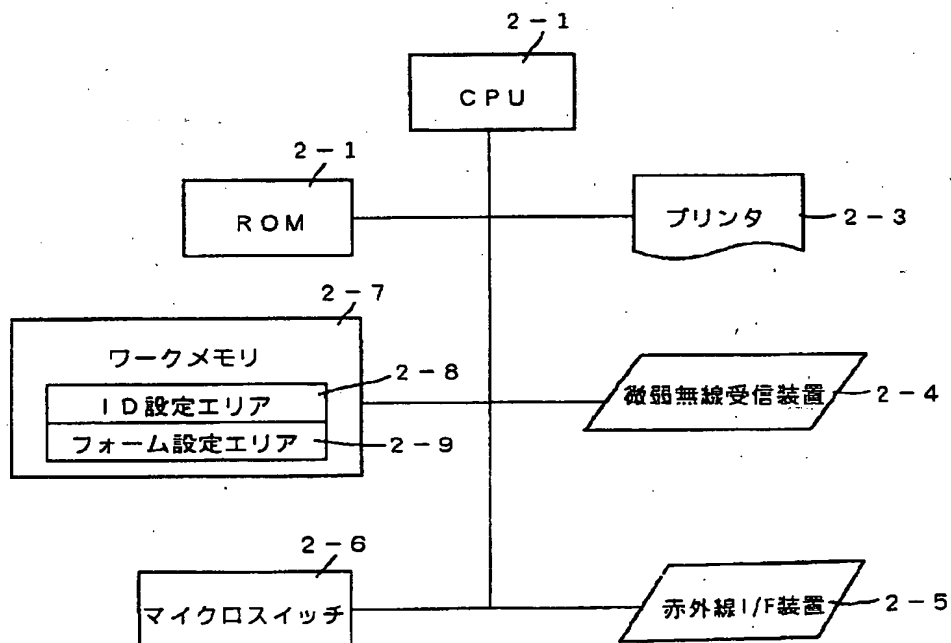 2-1
CPU
2-1
ROM
プリンタ
2-3
2-7
ワークメモリ
2-8
ID設定エリア
フォーム設定エリア
2-9
微弱無線受信装置
2-4
2-6
マイクロスイッチ
赤外線I/F装置
2-5